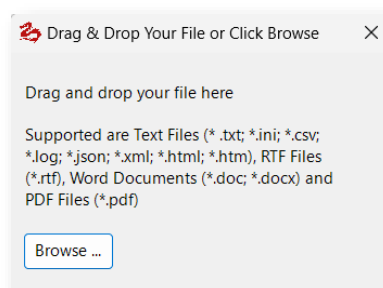 Drag & Drop Your File or Click Browse
Drag and drop your file here
Supported are Text Files (* .txt; *.ini; *.csv;
*.log; *.json; *.xml; *.html; *.htm), RTF Files
(*.rtf), Word Documents (*.doc; *.docx) and
PDF Files (*.pdf)
Browse ...